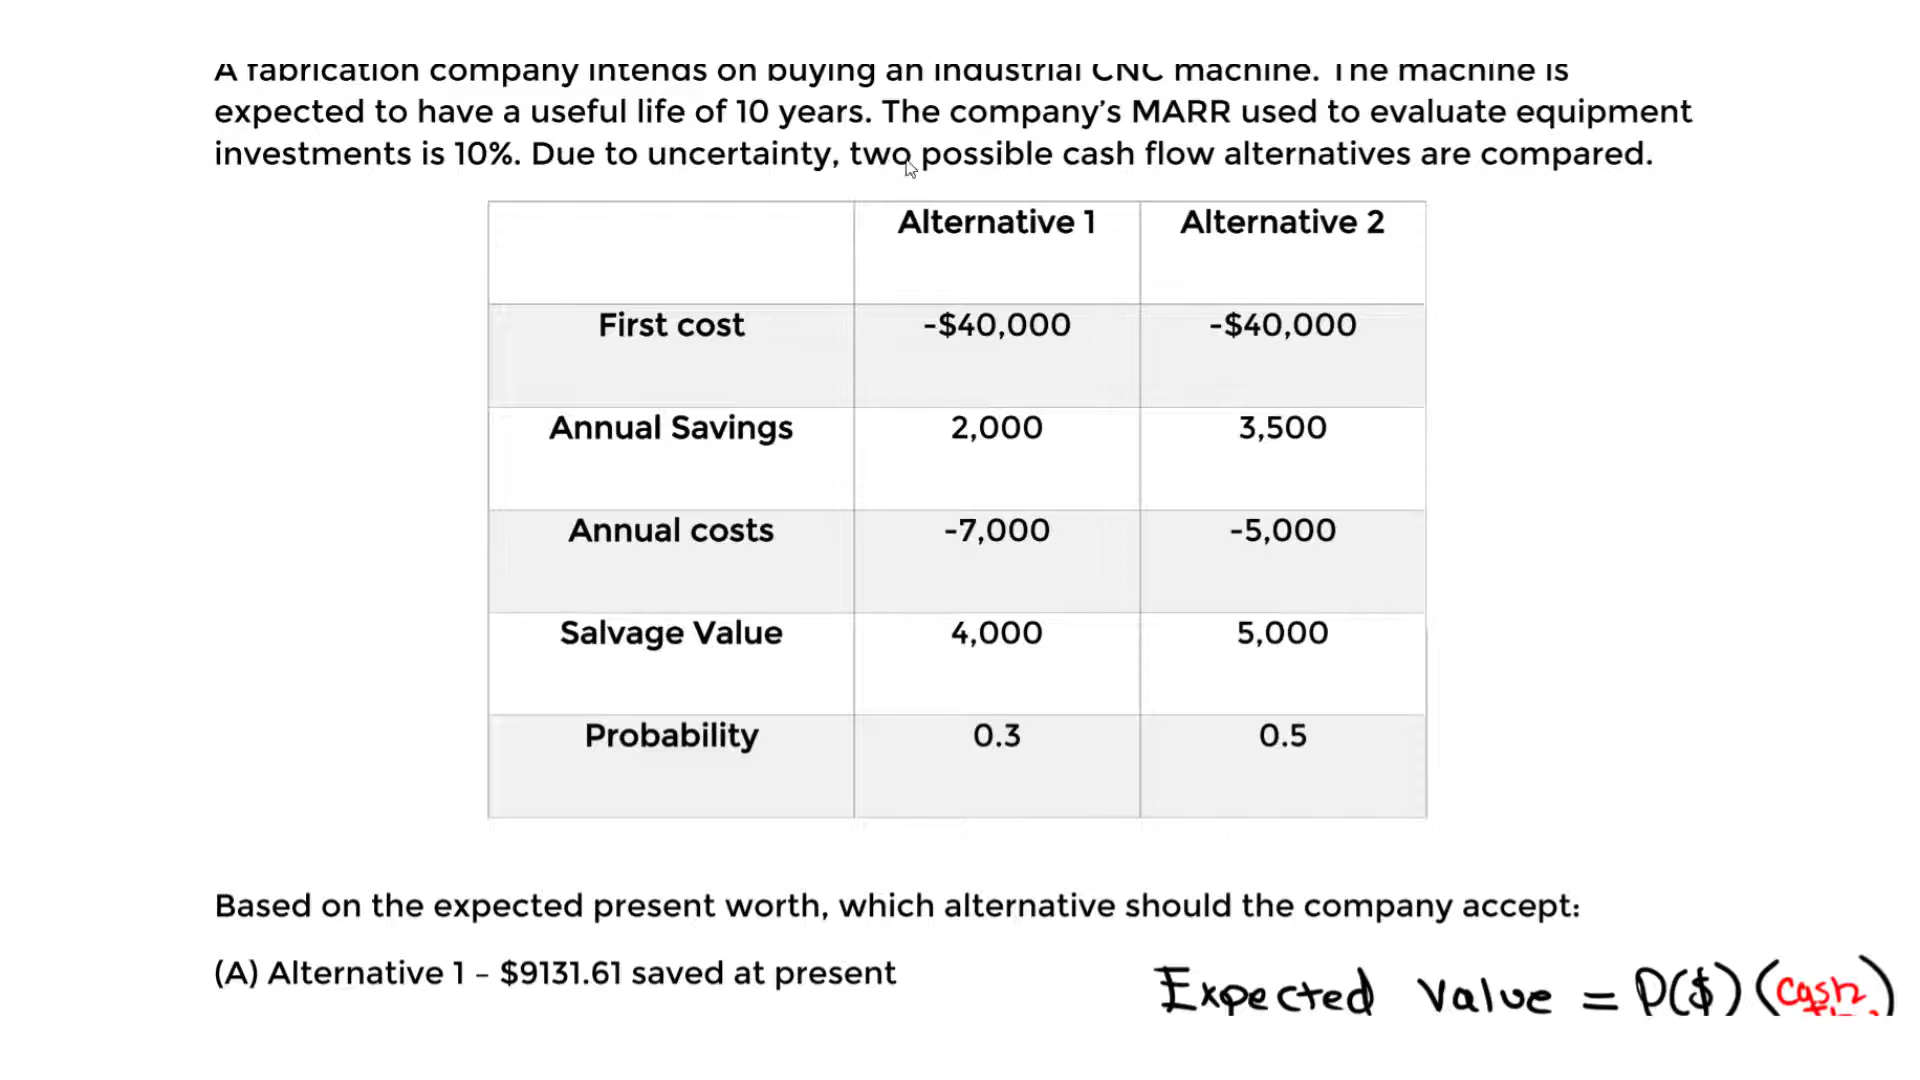 A fabrication company intends on buying an industrial CNC machine. The machine is
expected to have a useful life of 10 years. The company’s MARR used to evaluate equipment
investments is 10%. Due to uncertainty, two possible cash flow alternatives are compared.
Alternative 1 Alternative 2
First cost -$40,000 -$40,000
Annual Savings 2,000 3,500
Annual costs -7,000 -5,000
Salvage Value 4,000 5,000
Probability 0.3 0.5
Based on the expected present worth, which alternative should the company accept:
(A) Alternative 1 – $9131.61 saved at present
Expected Value = P($)(Cash